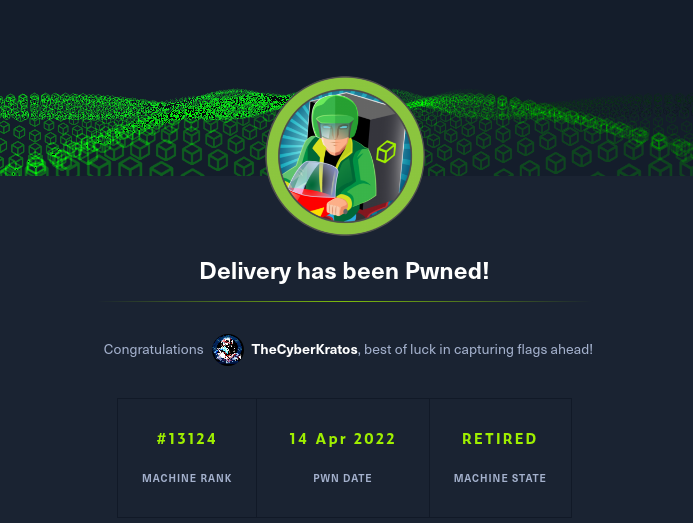 Delivery has been Pwned!
Congratulations TheCyberKratos, best of luck in capturing flags ahead!
#13124 14 Apr 2022 RETIRED
MACHINE RANK PWN DATE MACHINE STATE